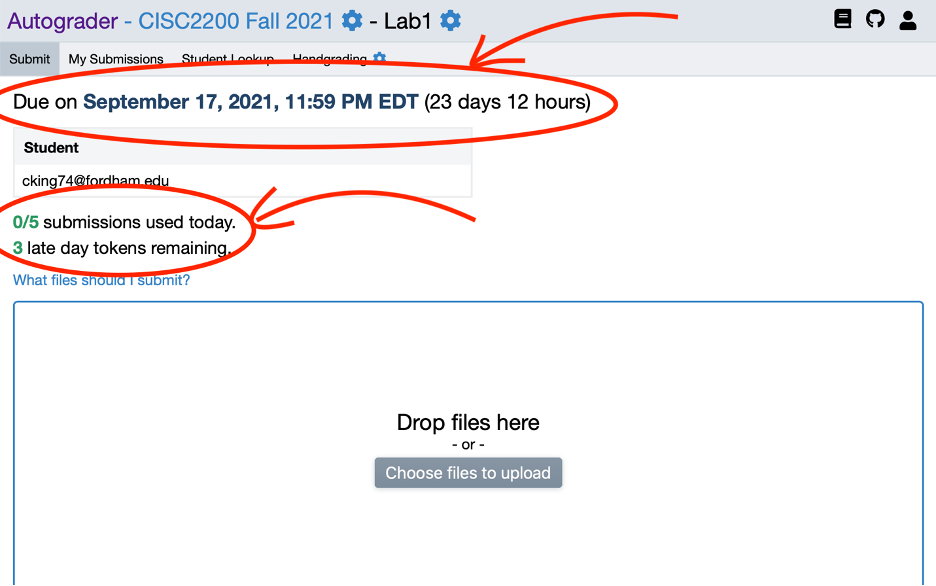 Autograder - CISC2200 Fall 2021 - Lab1
Submit My Submissions Student Lookup Handgrading
Due on September 17, 2021, 11:59 PM EDT (23 days 12 hours)
Student
cking74@fordham.edu
0/5 submissions used today.
3 late day tokens remaining.
What files should I submit?
Drop files here
- or -
Choose files to upload